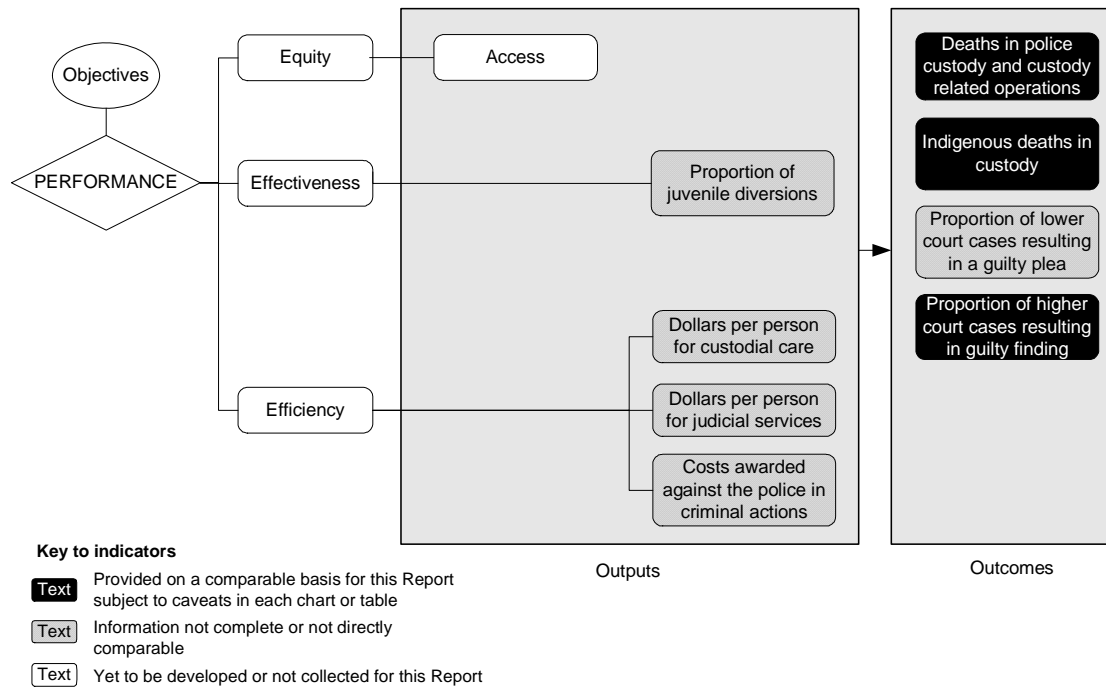 Objectives
PERFORMANCE
Equity
Access
Effectiveness
Proportion of
juvenile diversions
Efficiency
Dollars per person
for custodial care
Dollars per person
for judicial services
Costs awarded
against the police in
criminal actions
Outputs
Deaths in police
custody and custody
related operations
Indigenous deaths in
custody
Proportion of lower
court cases resulting
in a guilty plea
Proportion of higher
court cases resulting
in guilty finding
Outcomes
Key to indicators
Text
Provided on a comparable basis for this Report
subject to caveats in each chart or table
Text
Information not complete or not directly
comparable
Text
Yet to be developed or not collected for this Report